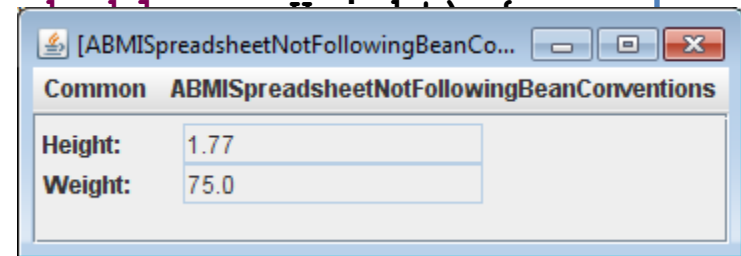 [ABMISpreadsheetNotFollowingBeanCo...
Common ABMISpreadsheetNotFollowingBeanConventions
Height: 1.77
Weight: 75.0